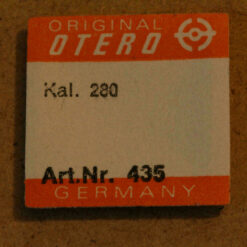 ORIGINAL
OTERO
Kal. 280
Art.Nr. 435
GERMANY